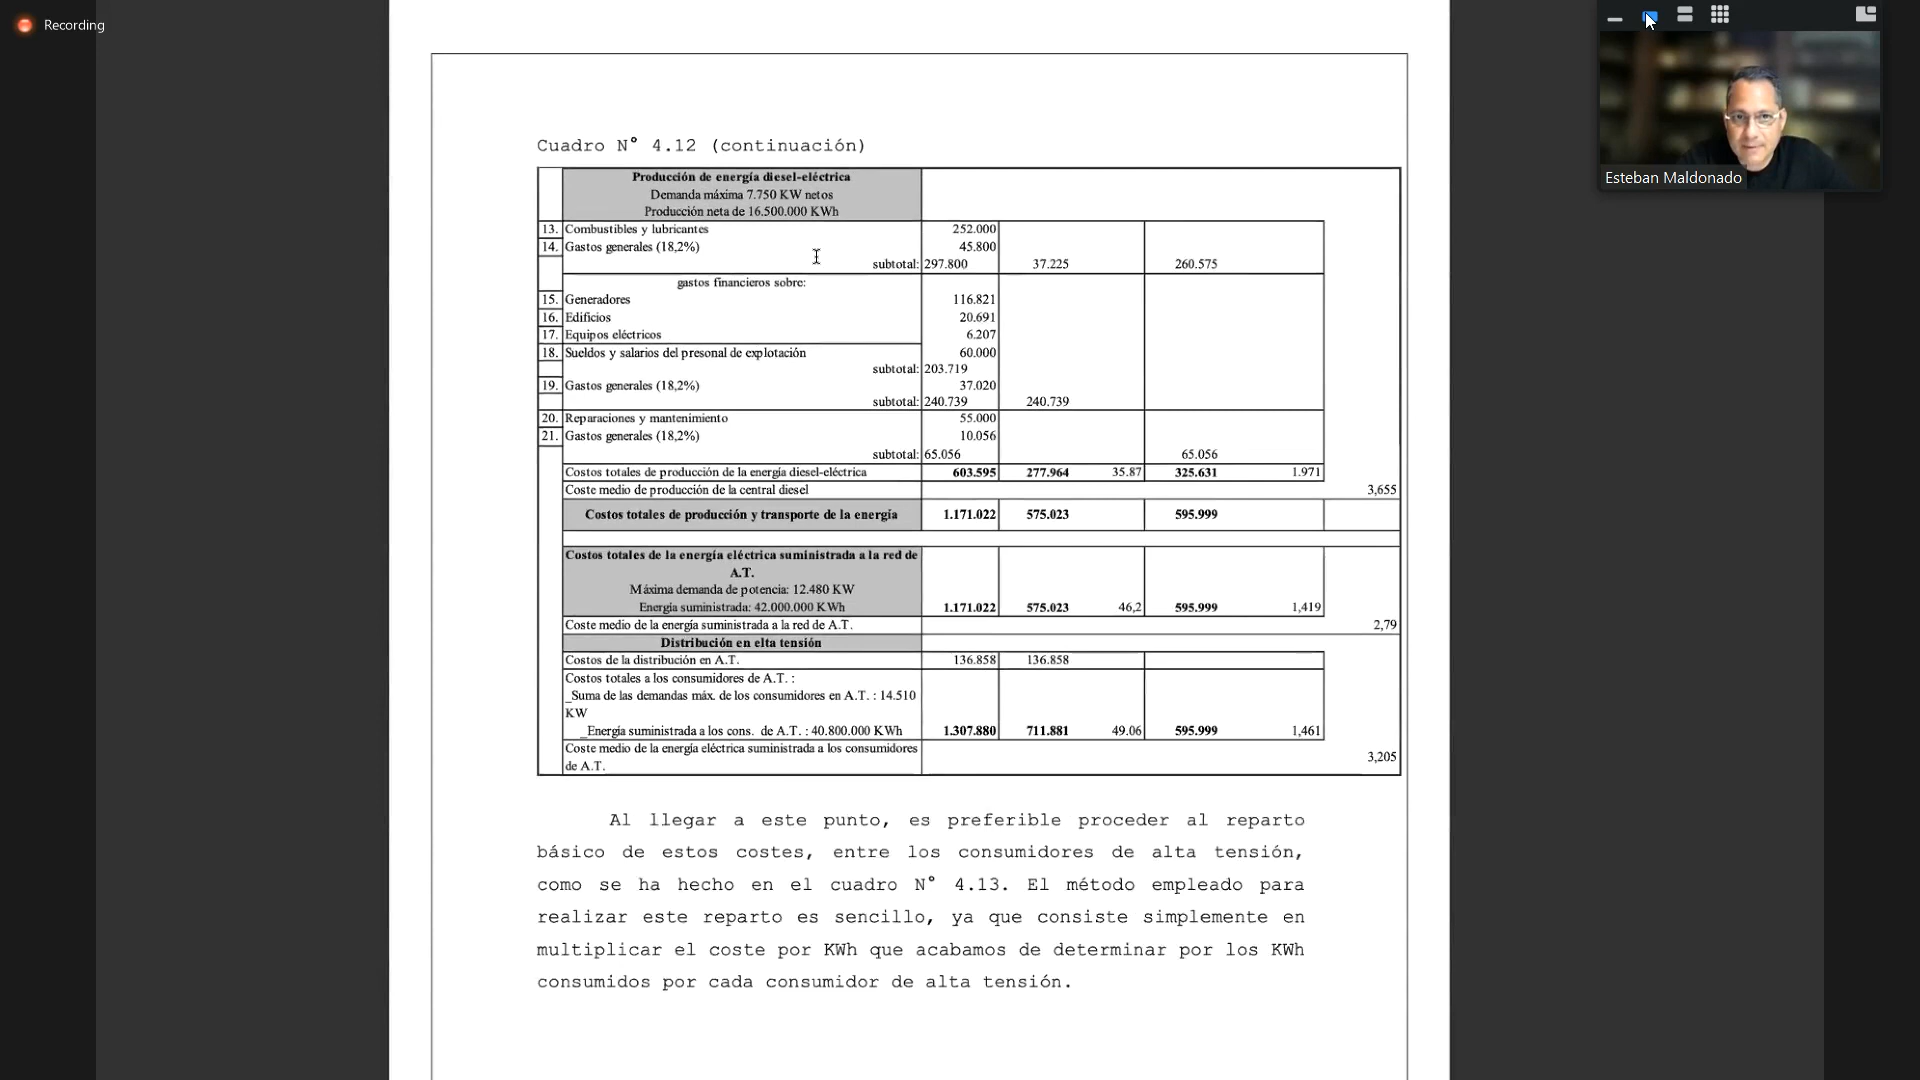 Recording
Esteban Maldonado
Cuadro N° 4.12 (continuación)
Producción de energía diesel-eléctrica
Demanda máxima 7.750 KW netos
Producción neta de 16.500.000 KWh
13. Combustibles y lubricantes 252.000
14. Gastos generales (18,2%) 45.800
subtotal: 297.800 37.225 260.575
gastos financieros sobre:
15. Generadores 116.821
16. Edificios 20.691
17. Equipos eléctricos 6.207
18. Sueldos y salarios del presonal de explotación 60.000
subtotal: 203.719
19. Gastos generales (18,2%) 37.020
subtotal: 240.739 240.739
20. Reparaciones y mantenimiento 55.000
21. Gastos generales (18,2%) 10.056
subtotal: 65.056 65.056
Costos totales de producción de la energía diesel-eléctrica 603.595 277.964 35.87 325.631 1.971
Coste medio de producción de la central diesel 3,655
Costos totales de producción y transporte de la energía 1.171.022 575.023 595.999
Costos totales de la energía eléctrica suministrada a la red de
A.T.
Máxima demanda de potencia: 12.480 KW
Energía suministrada: 42.000.000 KWh 1.171.022 575.023 46,2 595.999 1,419
Coste medio de la energía suministrada a la red de A.T. 2,79
Distribución en elta tensión
Costos de la distribución en A.T. 136.858 136.858
Costos totales a los consumidores de A.T. :
_Suma de las demandas máx. de los consumidores en A.T. : 14.510
KW
_Energía suministrada a los cons. de A.T. : 40.800.000 KWh 1.307.880 711.881 49.06 595.999 1,461
Coste medio de la energía eléctrica suministrada a los consumidores
de A.T. 3,205
Al llegar a este punto, es preferible proceder al reparto
básico de estos costes, entre los consumidores de alta tensión,
como se ha hecho en el cuadro N° 4.13. El método empleado para
realizar este reparto es sencillo, ya que consiste simplemente en
multiplicar el coste por KWh que acabamos de determinar por los KWh
consumidos por cada consumidor de alta tensión.